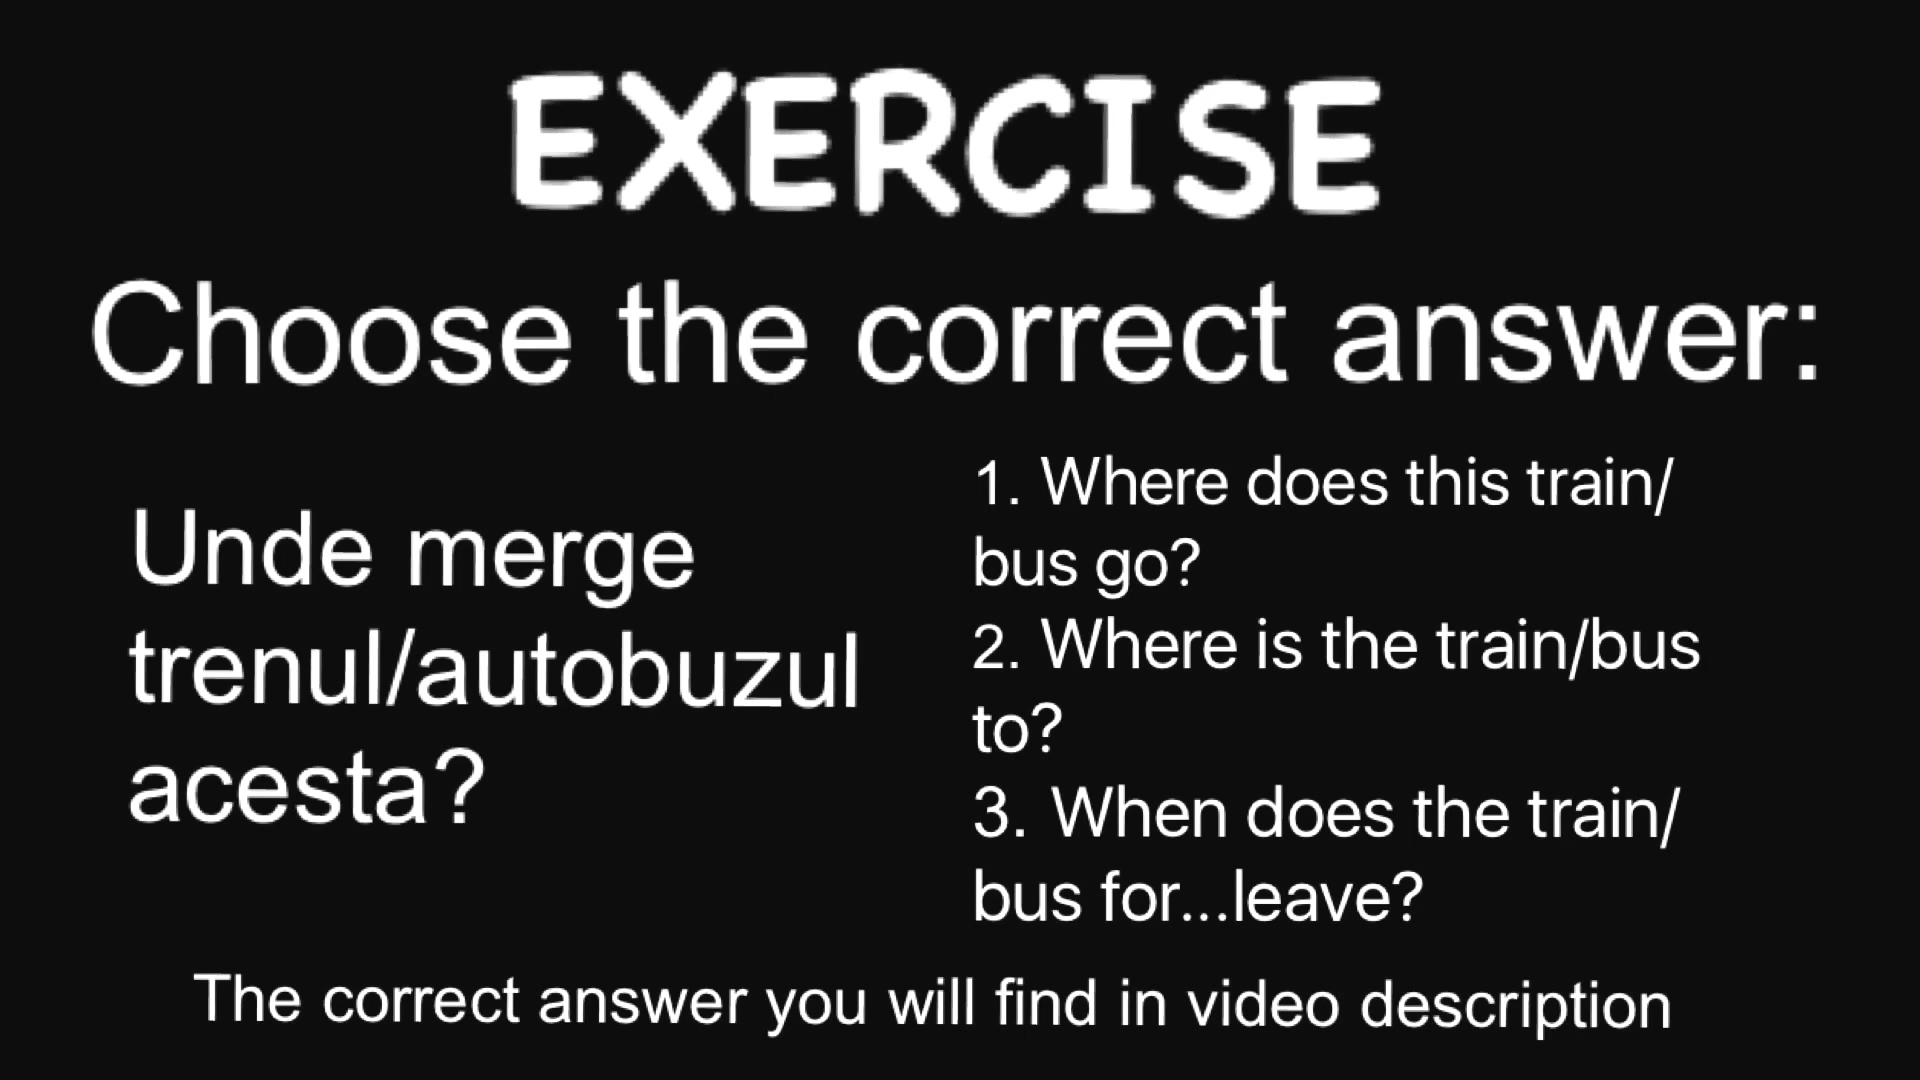 EXERCISE
Choose the correct answer:
Unde merge
trenul/autobuzul
acesta?
1. Where does this train/
bus go?
2. Where is the train/bus
to?
3. When does the train/
bus for...leave?
The correct answer you will find in video description